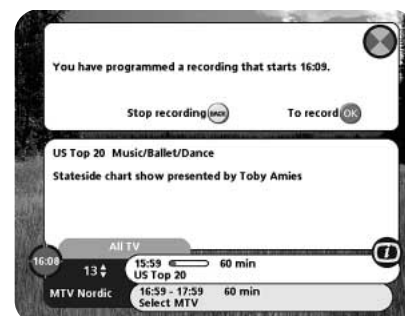 You have programmed a recording that starts 16:09.
Stop recording BACK To record OK
US Top 20 Music/Ballet/Dance
Stateside chart show presented by Toby Amies
All TV
i
16:08
13
15:59 60 min
US Top 20
MTV Nordic
16:59 - 17:59 60 min
Select MTV